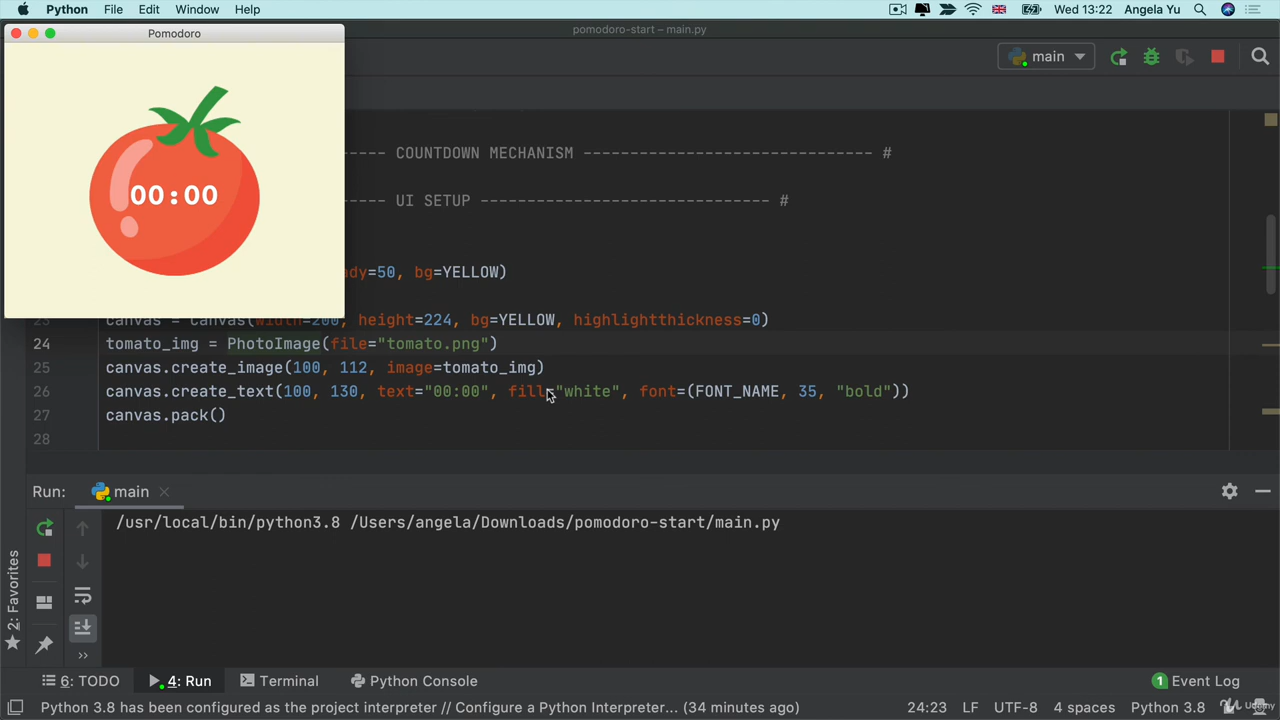 Python File Edit Window Help Wed 13:22 Angela Yu
pomodoro-start – main.py
Pomodoro
main
00:00
----- COUNTDOWN MECHANISM ------------------------------- #
----- UI SETUP ------------------------------- #
dy=50, bg=YELLOW)
23 canvas = Canvas(width=200, height=224, bg=YELLOW, highlightthickness=0)
24 tomato_img = PhotoImage(file="tomato.png")
25 canvas.create_image(100, 112, image=tomato_img)
26 canvas.create_text(100, 130, text="00:00", fill="white", font=(FONT_NAME, 35, "bold"))
27 canvas.pack()
28
Run: main
/usr/local/bin/python3.8 /Users/angela/Downloads/pomodoro-start/main.py
2: Favorites
6: TODO 4: Run Terminal Python Console 1 Event Log
Python 3.8 has been configured as the project interpreter // Configure a Python Interpreter... (34 minutes ago) 24:23 LF UTF-8 4 spaces Python 3.8 Udemy